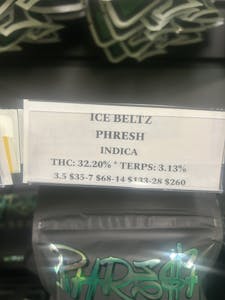 ICE BELTZ
PHRESH
INDICA
THC: 32.20% * TERPS: 3.13%
3.5 $35-7 $68-14 $133-28 $260
PHRE$H